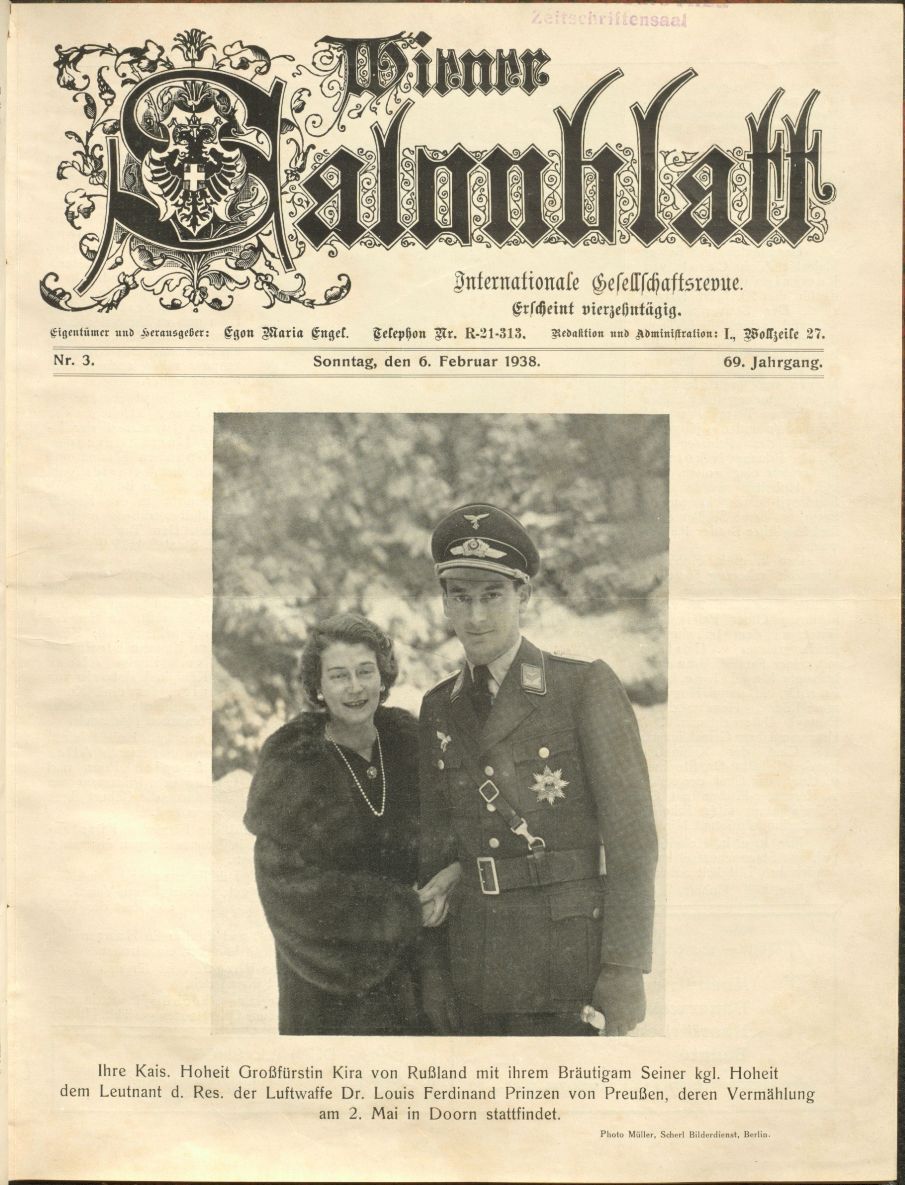 Zeitschriftensaal
Wiener
Salonblatt
Internationale Gesellschaftsrevue.
Erscheint vierzehntägig.
Eigentümer und Herausgeber: Egon Maria Engel. Telephon Nr. R-21-313. Redaktion und Administration: I., Wollzeile 27.
Nr. 3. Sonntag, den 6. Februar 1938. 69. Jahrgang.
Ihre Kais. Hoheit Großfürstin Kira von Rußland mit ihrem Bräutigam Seiner kgl. Hoheit
dem Leutnant d. Res. der Luftwaffe Dr. Louis Ferdinand Prinzen von Preußen, deren Vermählung
am 2. Mai in Doorn stattfindet.
Photo Müller, Scherl Bilderdienst, Berlin.